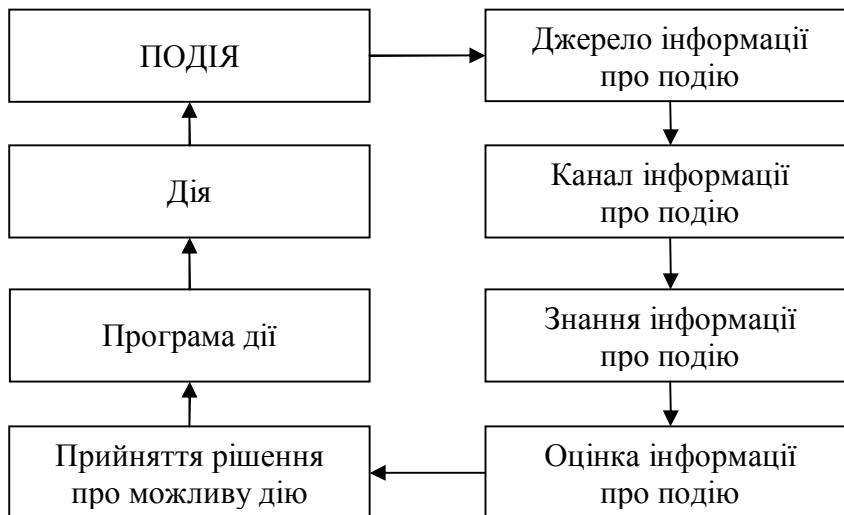 ПОДІЯ
Джерело інформації
про подію
Дія
Канал інформації
про подію
Програма дії
Знання інформації
про подію
Прийняття рішення
про можливу дію
Оцінка інформації
про подію